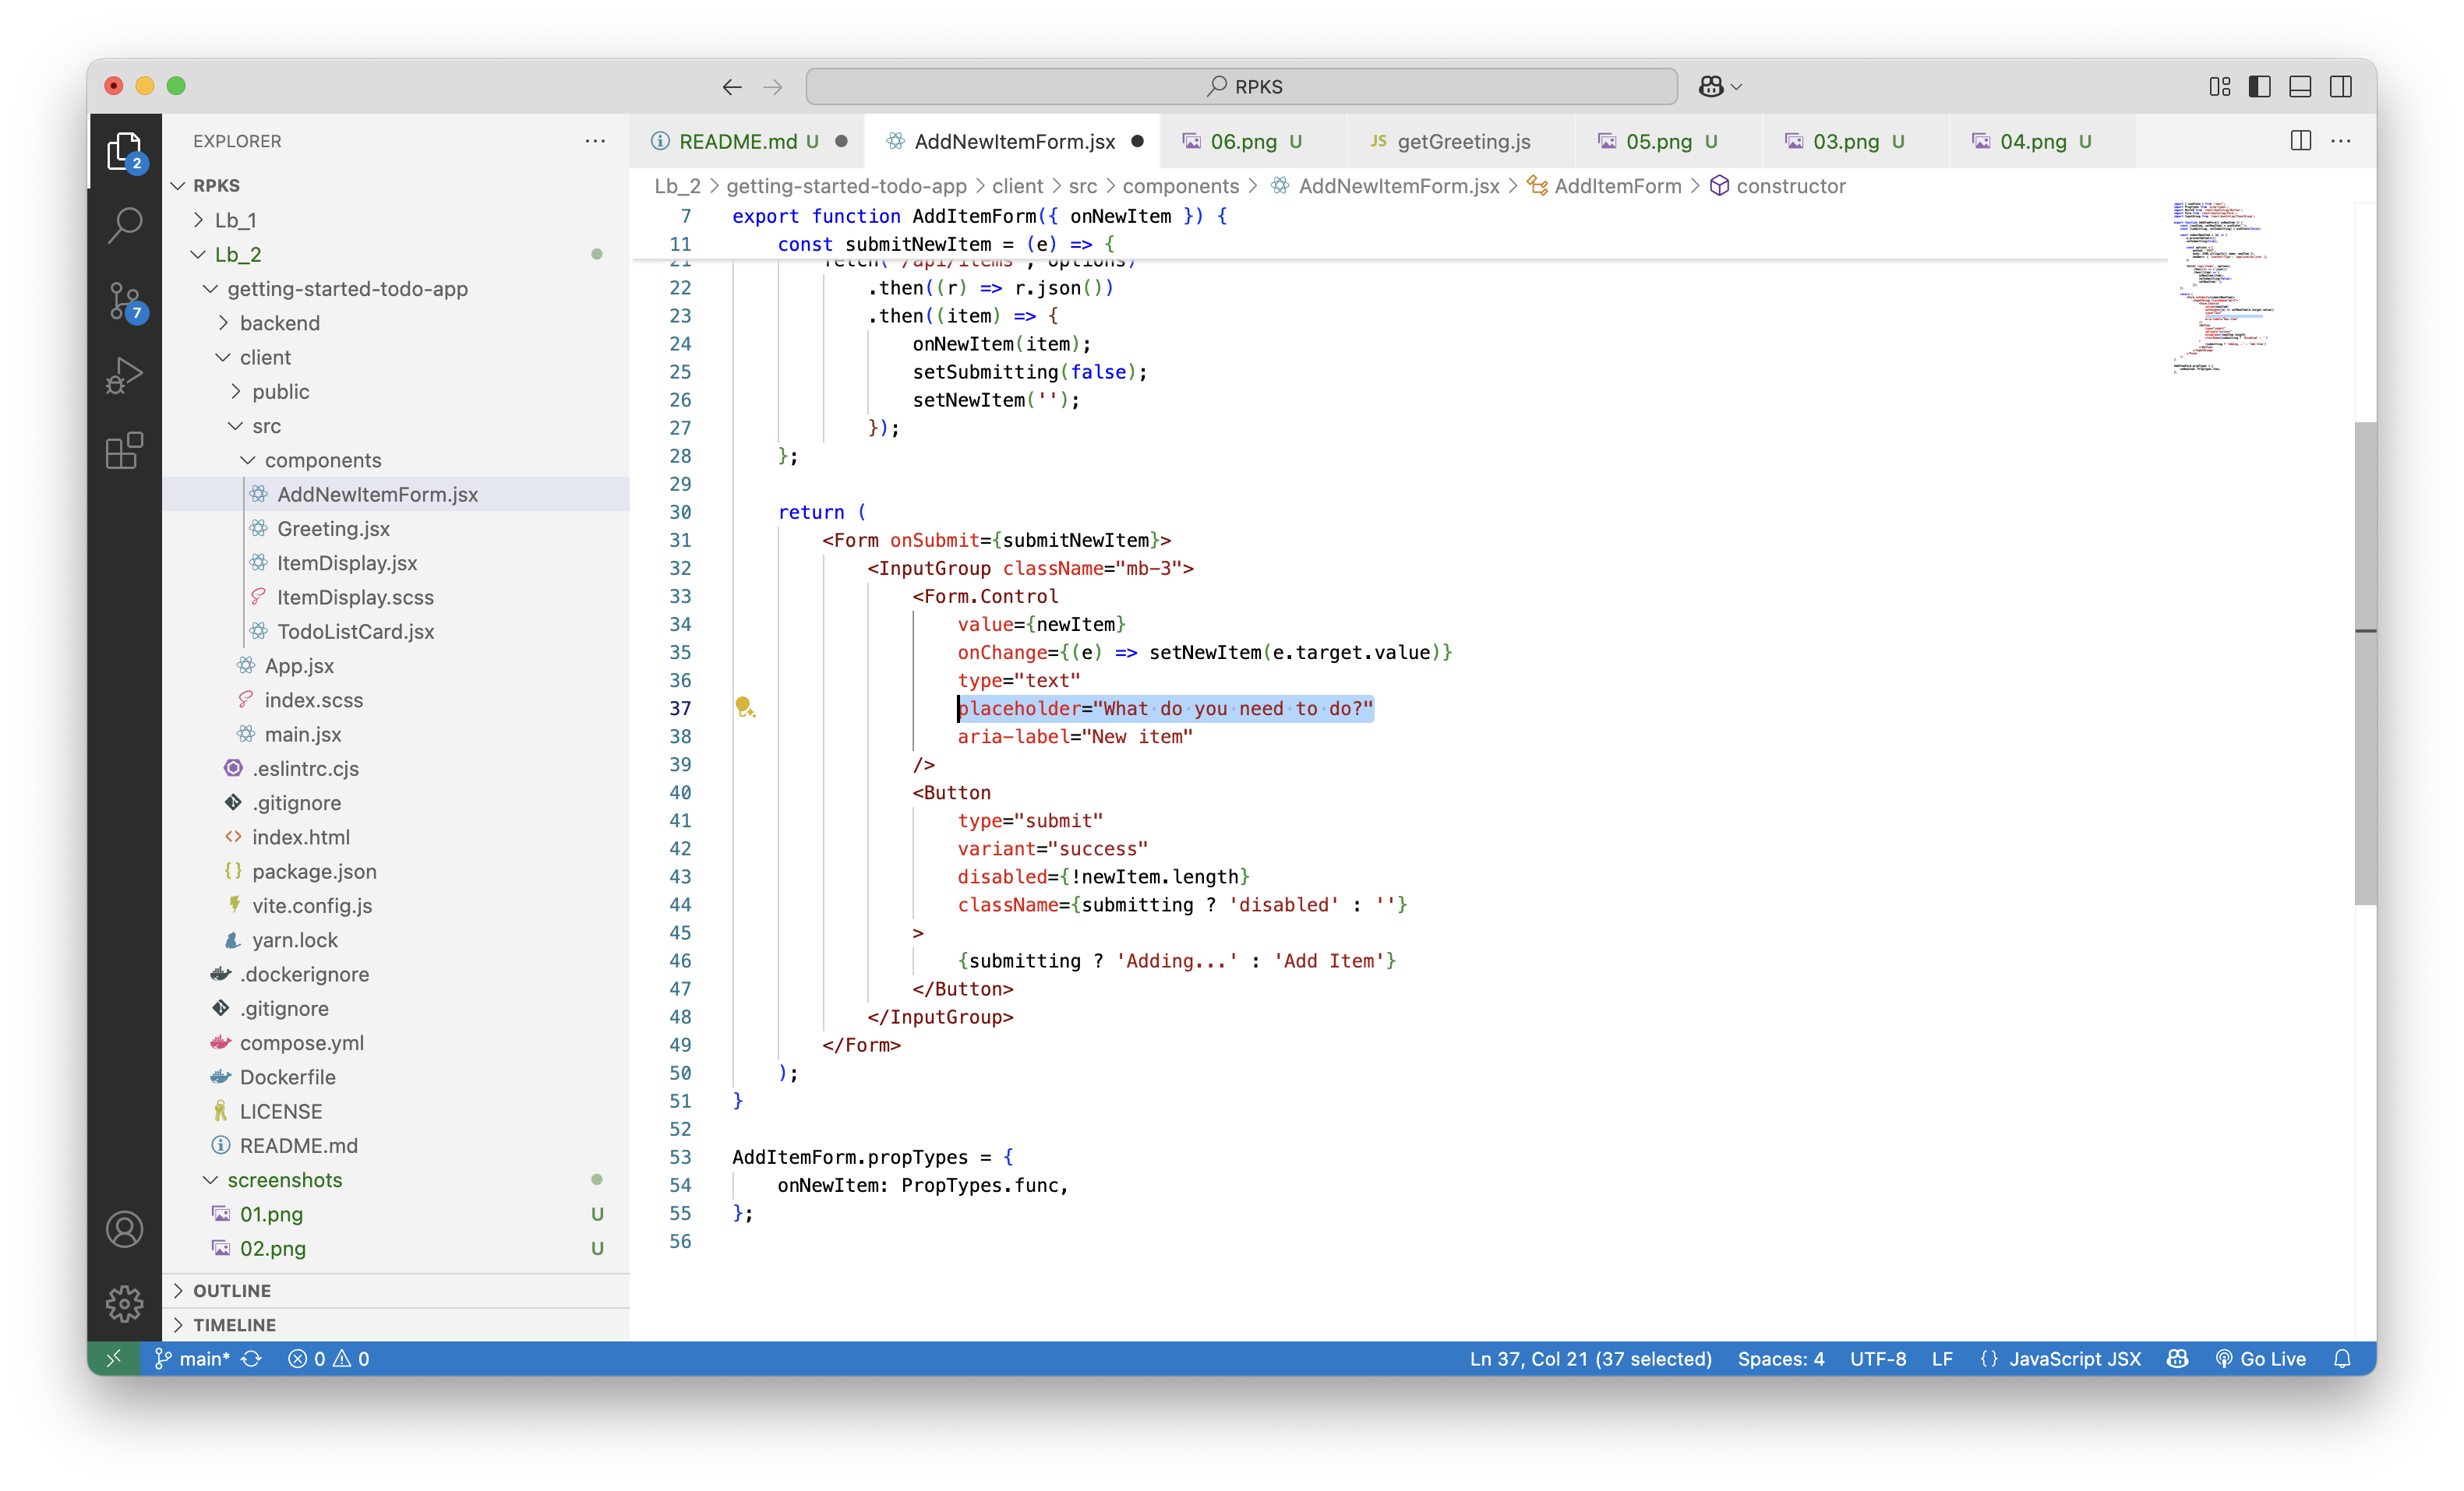 RPKS
EXPLORER
README.md U
AddNewItemForm.jsx
06.png U
JS getGreeting.js
05.png U
03.png U
04.png U
2
7
RPKS
Lb_1
Lb_2
getting-started-todo-app
backend
client
public
src
components
AddNewItemForm.jsx
Greeting.jsx
ItemDisplay.jsx
ItemDisplay.scss
TodoListCard.jsx
App.jsx
index.scss
main.jsx
.eslintrc.cjs
.gitignore
index.html
package.json
vite.config.js
yarn.lock
.dockerignore
.gitignore
compose.yml
Dockerfile
LICENSE
README.md
screenshots
01.png U
02.png U
OUTLINE
TIMELINE
Lb_2 > getting-started-todo-app > client > src > components > AddNewItemForm.jsx > AddItemForm > constructor
7 export function AddItemForm({ onNewItem }) {
11 const submitNewItem = (e) => {
21 fetch('/api/items', options)
22 .then((r) => r.json())
23 .then((item) => {
24 onNewItem(item);
25 setSubmitting(false);
26 setNewItem('');
27 });
28 };
29
30 return (
31 <Form onSubmit={submitNewItem}>
32 <InputGroup className="mb-3">
33 <Form.Control
34 value={newItem}
35 onChange={(e) => setNewItem(e.target.value)}
36 type="text"
37 placeholder="What do you need to do?"
38 aria-label="New item"
39 />
40 <Button
41 type="submit"
42 variant="success"
43 disabled={!newItem.length}
44 className={submitting ? 'disabled' : ''}
45 >
46 {submitting ? 'Adding...' : 'Add Item'}
47 </Button>
48 </InputGroup>
49 </Form>
50 );
51 }
52
53 AddItemForm.propTypes = {
54 onNewItem: PropTypes.func,
55 };
56
main* 0 0
Ln 37, Col 21 (37 selected) Spaces: 4 UTF-8 LF {} JavaScript JSX Go Live